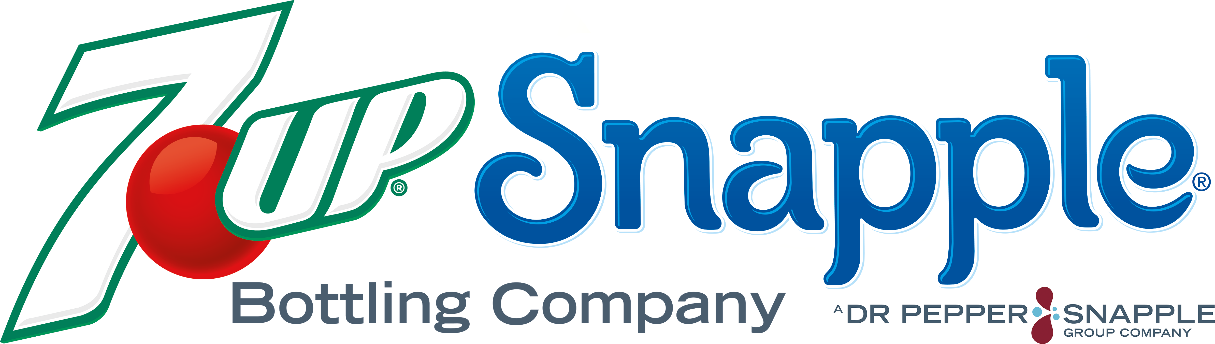 7UP® Snapple®
Bottling Company
A DR PEPPER SNAPPLE
GROUP COMPANY